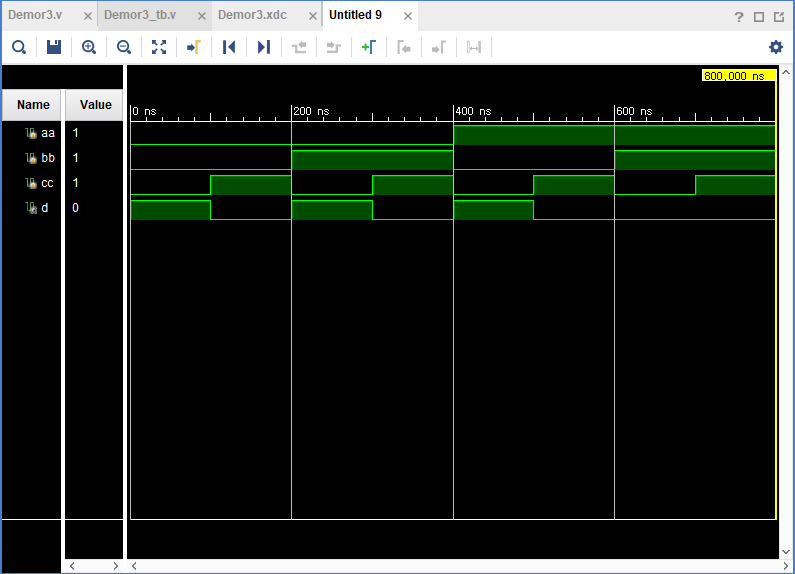 Demor3.v Demor3_tb.v Demor3.xdc Untitled 9
800,000 ns
Name Value
0 ns 200 ns 400 ns 600 ns
aa 1
bb 1
cc 1
d 0